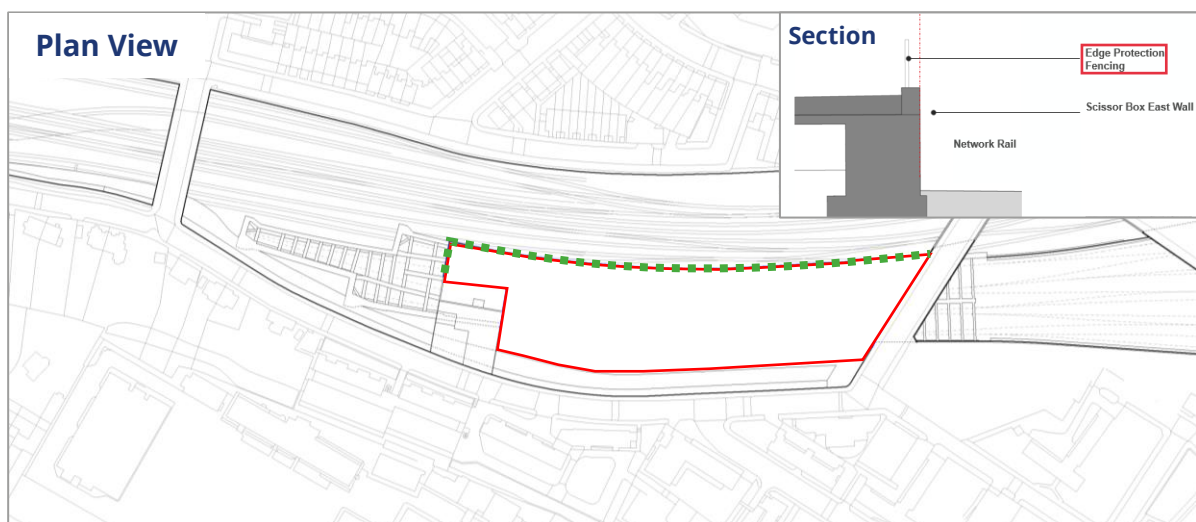 Plan View
Section
Edge Protection
Fencing
Scissor Box East Wall
Network Rail